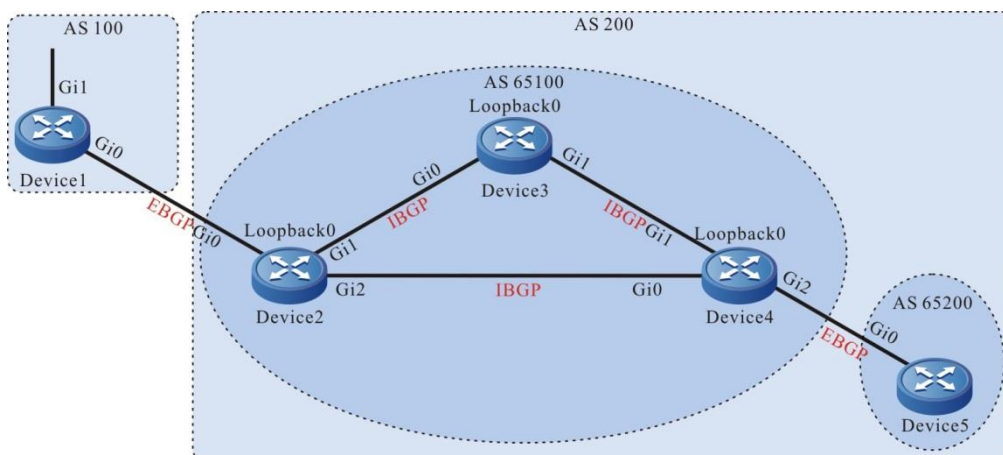 AS 100
AS 200
Gi1
AS 65100
Loopback0
Gi0
Device1
Gi0
Gi1
Device3
EBGP
Gi0
IBGP
IBGP
Gi1
Loopback0
Loopback0
Gi1
Gi2
IBGP
Gi0
Gi2
Device2
Device4
AS 65200
EBGP
Gi0
Device5